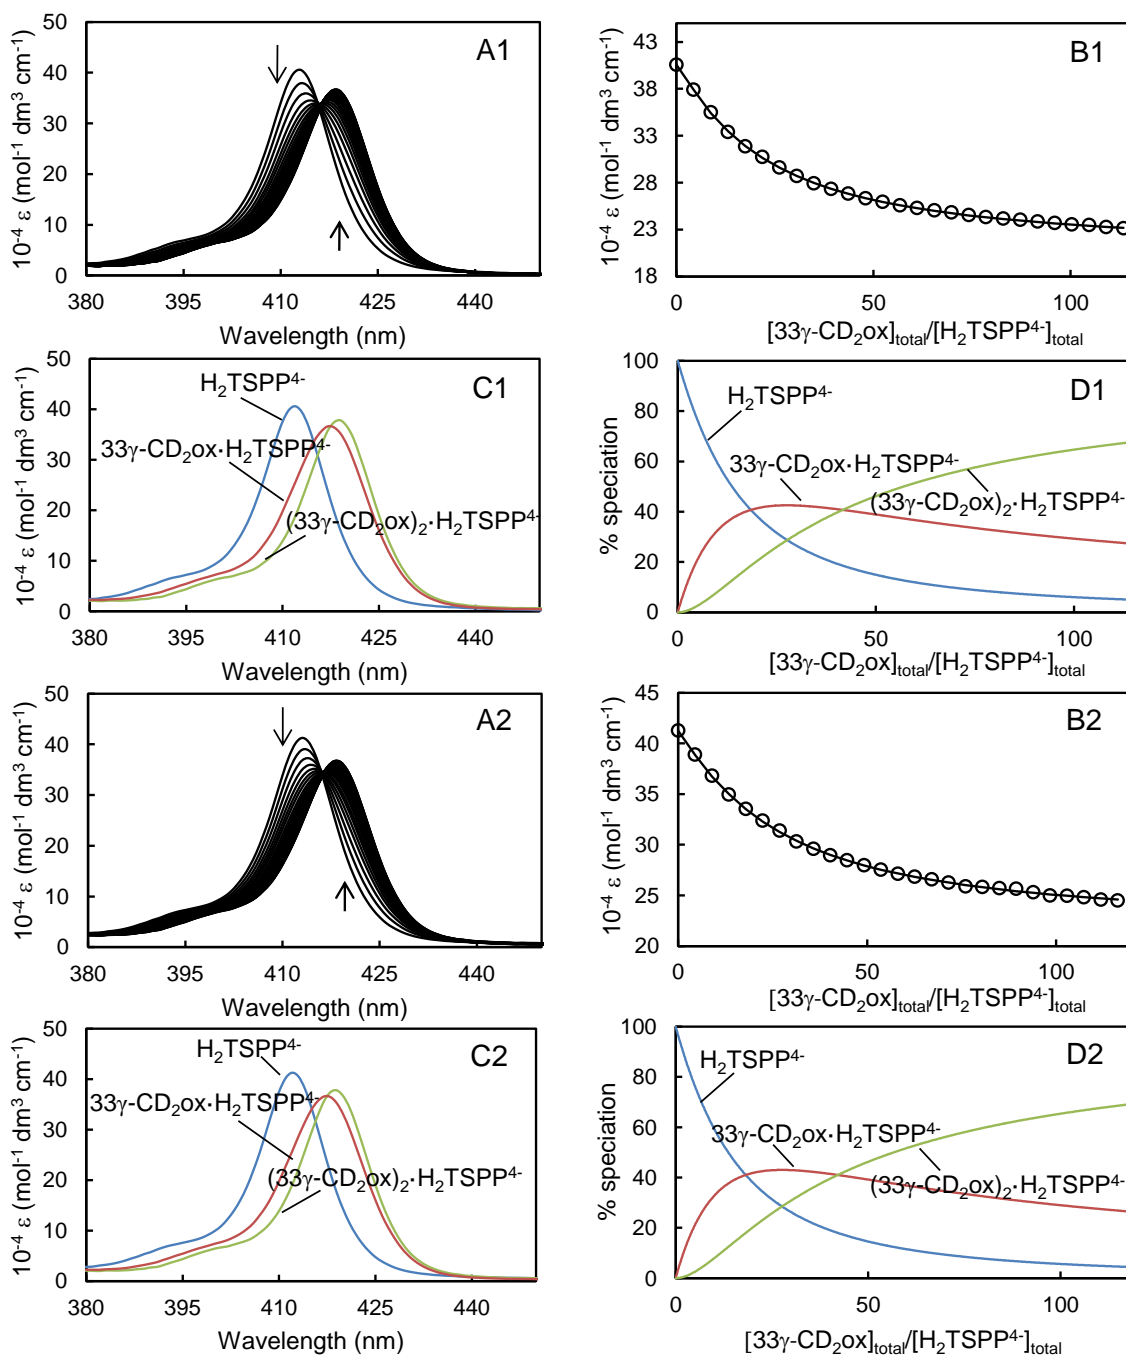 A1
10⁻⁴ ε (mol⁻¹ dm³ cm⁻¹)
50
40
30
20
10
0
380 395 410 425 440
Wavelength (nm)
B1
10⁻⁴ ε (mol⁻¹ dm³ cm⁻¹)
43
38
33
28
23
18
0 50 100
[33γ-CD₂ox]total/[H₂TSPP⁴⁻]total
C1
10⁻⁴ ε (mol⁻¹ dm³ cm⁻¹)
50
40
30
20
10
0
H₂TSPP⁴⁻
33γ-CD₂ox·H₂TSPP⁴⁻
(33γ-CD₂ox)₂·H₂TSPP⁴⁻
380 395 410 425 440
Wavelength (nm)
D1
% speciation
100
80
60
40
20
0
H₂TSPP⁴⁻
33γ-CD₂ox·H₂TSPP⁴⁻
(33γ-CD₂ox)₂·H₂TSPP⁴⁻
0 50 100
[33γ-CD₂ox]total/[H₂TSPP⁴⁻]total
A2
10⁻⁴ ε (mol⁻¹ dm³ cm⁻¹)
50
40
30
20
10
0
380 395 410 425 440
Wavelength (nm)
B2
10⁻⁴ ε (mol⁻¹ dm³ cm⁻¹)
45
40
35
30
25
20
0 50 100
[33γ-CD₂ox]total/[H₂TSPP⁴⁻]total
C2
10⁻⁴ ε (mol⁻¹ dm³ cm⁻¹)
50
40
30
20
10
0
H₂TSPP⁴⁻
33γ-CD₂ox·H₂TSPP⁴⁻
(33γ-CD₂ox)₂·H₂TSPP⁴⁻
380 395 410 425 440
Wavelength (nm)
D2
% speciation
100
80
60
40
20
0
H₂TSPP⁴⁻
33γ-CD₂ox·H₂TSPP⁴⁻
(33γ-CD₂ox)₂·H₂TSPP⁴⁻
0 50 100
[33γ-CD₂ox]total/[H₂TSPP⁴⁻]total